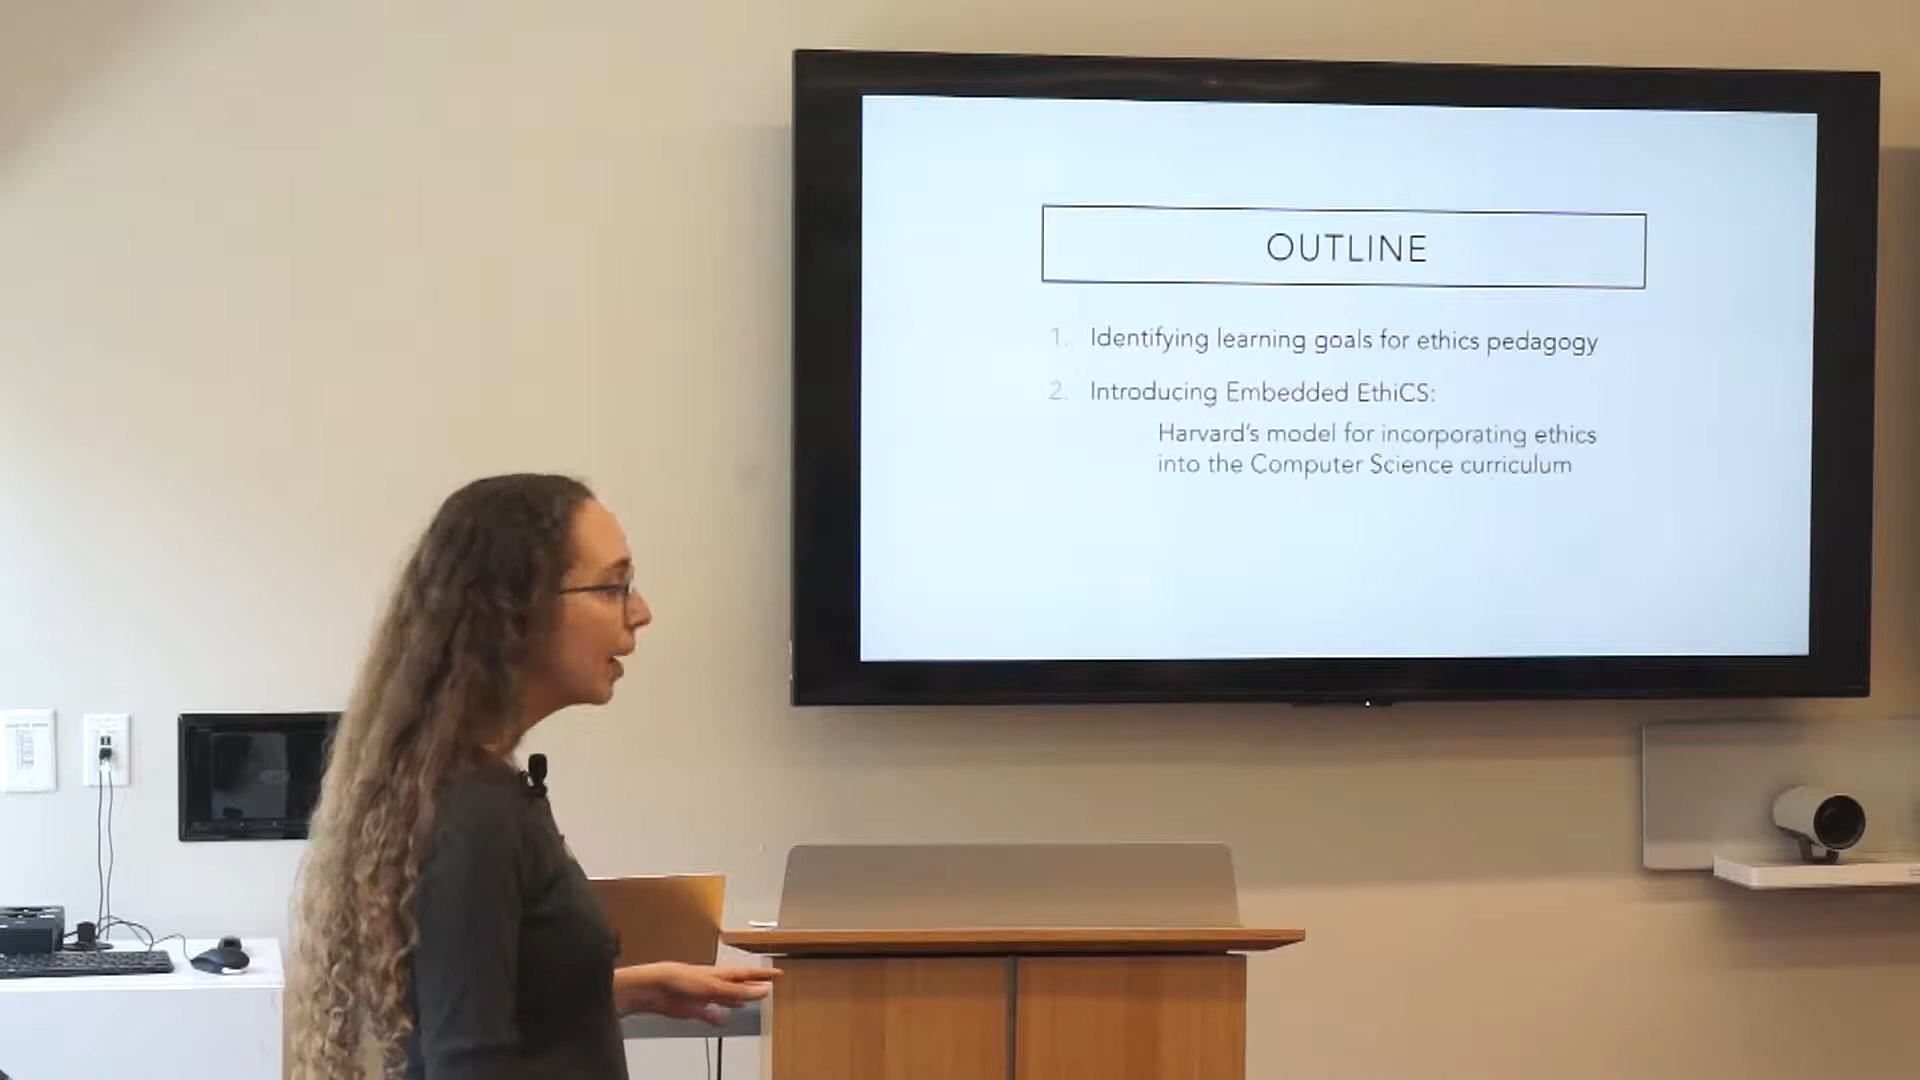 OUTLINE
1. Identifying learning goals for ethics pedagogy
2. Introducing Embedded EthiCS:
Harvard's model for incorporating ethics
into the Computer Science curriculum